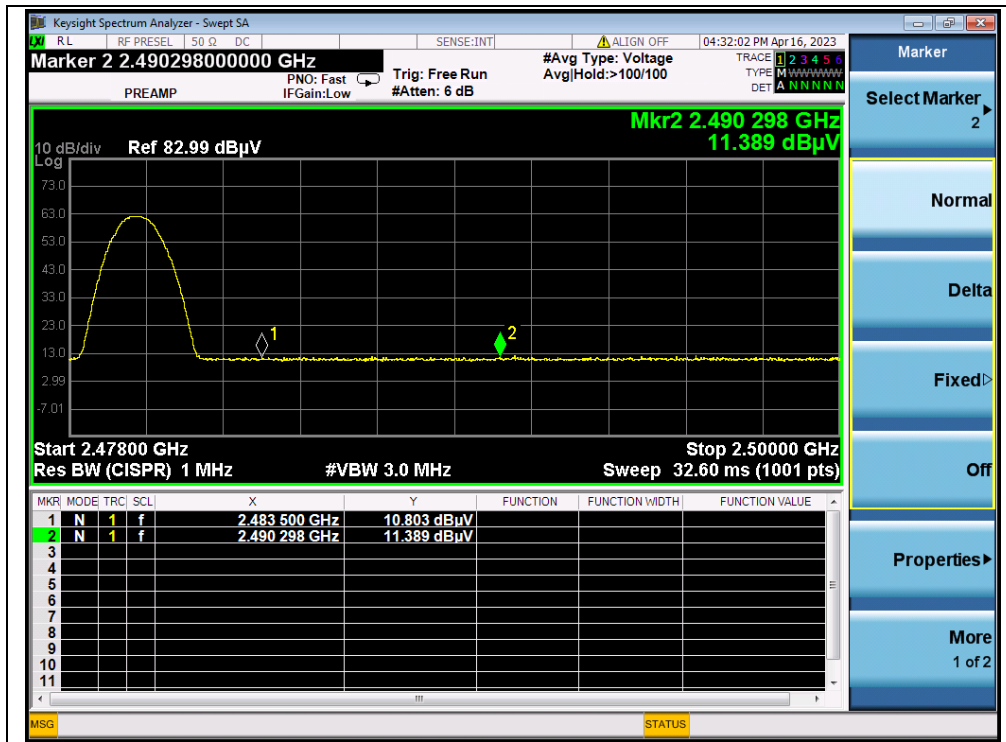 Keysight Spectrum Analyzer - Swept SA
LXI RL RF PRESEL 50 Ω DC SENSE:INT ALIGN OFF 04:32:02 PM Apr 16, 2023
Marker 2 2.490298000000 GHz
PREAMP
PNO: Fast
IFGain:Low
Trig: Free Run
#Atten: 6 dB
#Avg Type: Voltage
Avg|Hold:>100/100
TRACE 1 2 3 4 5 6
TYPE M WWWWW
DET A N N N N N
Mkr2 2.490 298 GHz
11.389 dBµV
10 dB/div Ref 82.99 dBµV
Log
73.0
63.0
53.0
43.0
33.0
23.0
13.0
2.99
-7.01
1
2
Start 2.47800 GHz Stop 2.50000 GHz
Res BW (CISPR) 1 MHz #VBW 3.0 MHz Sweep 32.60 ms (1001 pts)
MKR MODE TRC SCL X Y FUNCTION FUNCTION WIDTH FUNCTION VALUE
1 N 1 f 2.483 500 GHz 10.803 dBµV
2 N 1 f 2.490 298 GHz 11.389 dBµV
3
4
5
6
7
8
9
10
11
MSG STATUS
Marker
Select Marker
2
Normal
Delta
Fixed
Off
Properties
More
1 of 2